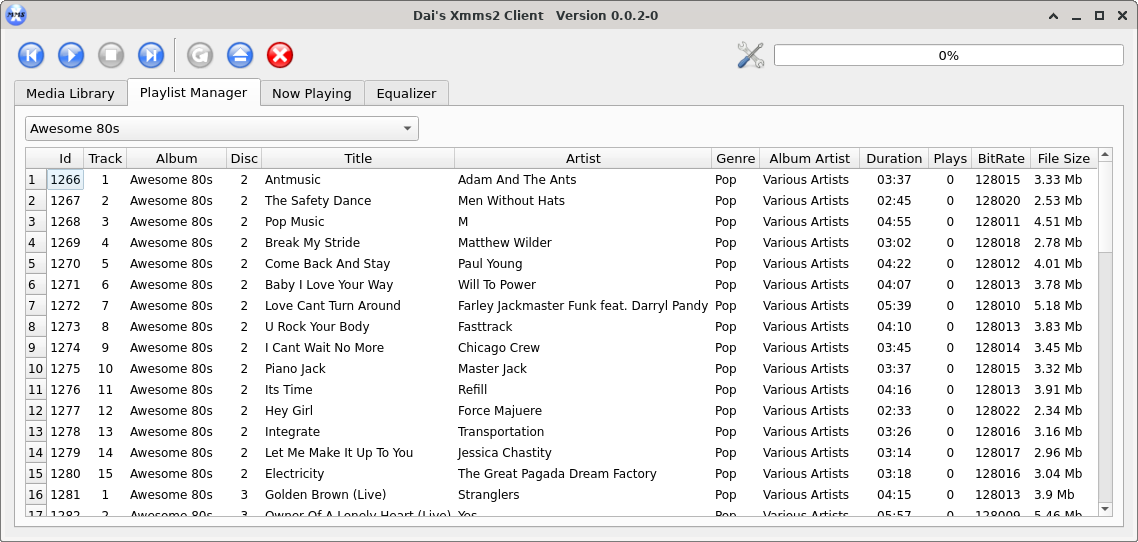 Dai's Xmms2 Client   Version 0.0.2-0
0%
Media Library Playlist Manager Now Playing Equalizer
Awesome 80s
Id Track Album Disc Title Artist Genre Album Artist Duration Plays BitRate File Size
1 1266 1 Awesome 80s 2 Antmusic Adam And The Ants Pop Various Artists 03:37 0 128015 3.33 Mb
2 1267 2 Awesome 80s 2 The Safety Dance Men Without Hats Pop Various Artists 02:45 0 128020 2.53 Mb
3 1268 3 Awesome 80s 2 Pop Music M Pop Various Artists 04:55 0 128011 4.51 Mb
4 1269 4 Awesome 80s 2 Break My Stride Matthew Wilder Pop Various Artists 03:02 0 128018 2.78 Mb
5 1270 5 Awesome 80s 2 Come Back And Stay Paul Young Pop Various Artists 04:22 0 128012 4.01 Mb
6 1271 6 Awesome 80s 2 Baby I Love Your Way Will To Power Pop Various Artists 04:07 0 128013 3.78 Mb
7 1272 7 Awesome 80s 2 Love Cant Turn Around Farley Jackmaster Funk feat. Darryl Pandy Pop Various Artists 05:39 0 128010 5.18 Mb
8 1273 8 Awesome 80s 2 U Rock Your Body Fasttrack Pop Various Artists 04:10 0 128013 3.83 Mb
9 1274 9 Awesome 80s 2 I Cant Wait No More Chicago Crew Pop Various Artists 03:45 0 128014 3.45 Mb
10 1275 10 Awesome 80s 2 Piano Jack Master Jack Pop Various Artists 03:37 0 128015 3.32 Mb
11 1276 11 Awesome 80s 2 Its Time Refill Pop Various Artists 04:16 0 128013 3.91 Mb
12 1277 12 Awesome 80s 2 Hey Girl Force Majuere Pop Various Artists 02:33 0 128022 2.34 Mb
13 1278 13 Awesome 80s 2 Integrate Transportation Pop Various Artists 03:26 0 128016 3.16 Mb
14 1279 14 Awesome 80s 2 Let Me Make It Up To You Jessica Chastity Pop Various Artists 03:14 0 128017 2.96 Mb
15 1280 15 Awesome 80s 2 Electricity The Great Pagada Dream Factory Pop Various Artists 03:18 0 128016 3.04 Mb
16 1281 1 Awesome 80s 3 Golden Brown (Live) Stranglers Pop Various Artists 04:15 0 128013 3.9 Mb
17 1282 2 Awesome 80s 3 Owner Of A Lonely Heart (Live) Yes Pop Various Artists 05:57 0 128009 5.46 Mb